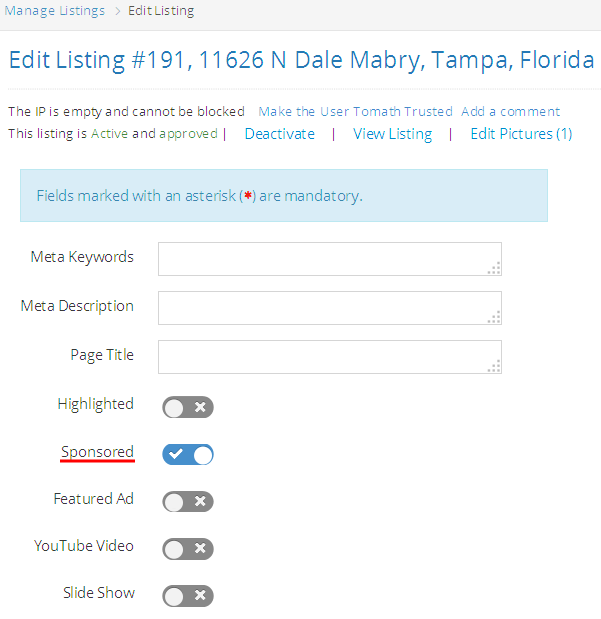 Manage Listings > Edit Listing
Edit Listing #191, 11626 N Dale Mabry, Tampa, Florida
The IP is empty and cannot be blocked Make the User Tomath Trusted Add a comment
This listing is Active and approved | Deactivate | View Listing | Edit Pictures (1)
Fields marked with an asterisk (*) are mandatory.
Meta Keywords
Meta Description
Page Title
Highlighted
Sponsored
Featured Ad
YouTube Video
Slide Show